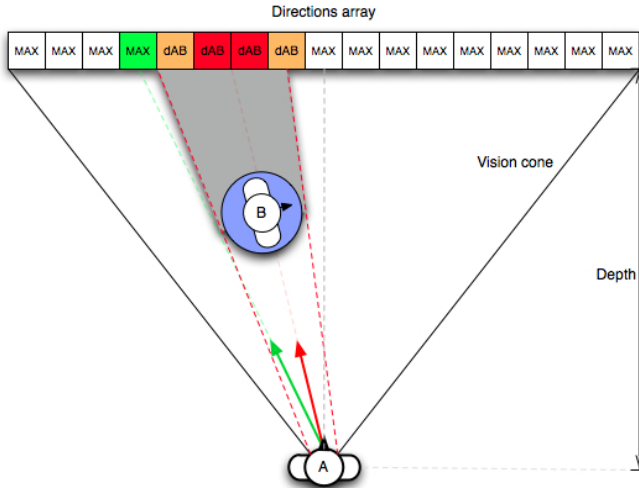 Directions array
MAX MAX MAX MAX dAB dAB dAB dAB MAX MAX MAX MAX MAX MAX MAX MAX MAX
Vision cone
B
Depth
A